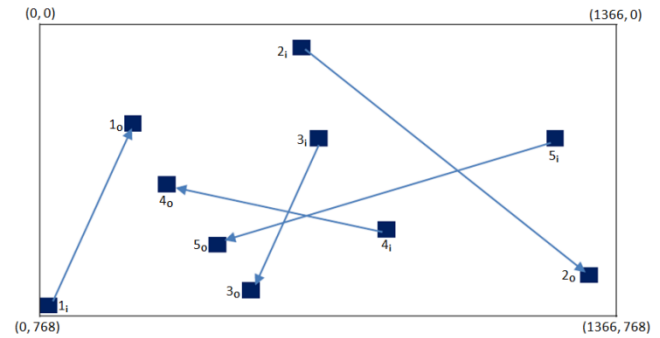 (0, 0)
(1366, 0)
2i
1o
3i
5i
4o
5o
4i
2o
3o
1i
(0, 768)
(1366, 768)